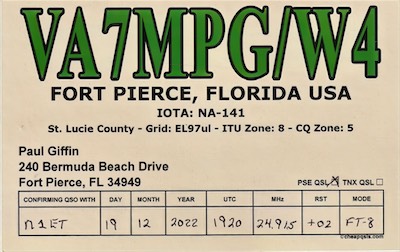 VA7MPG/W4
FORT PIERCE, FLORIDA USA
IOTA: NA-141
St. Lucie County - Grid: EL97ul - ITU Zone: 8 - CQ Zone: 5
Paul Giffin
240 Bermuda Beach Drive
Fort Pierce, FL 34949
PSE QSL TNX QSL
CONFIRMING QSO WITH DAY MONTH YEAR UTC MHz RST MODE
N1ET 19 12 2022 1920 24.915 +02 FT-8
©cheapqsls.com